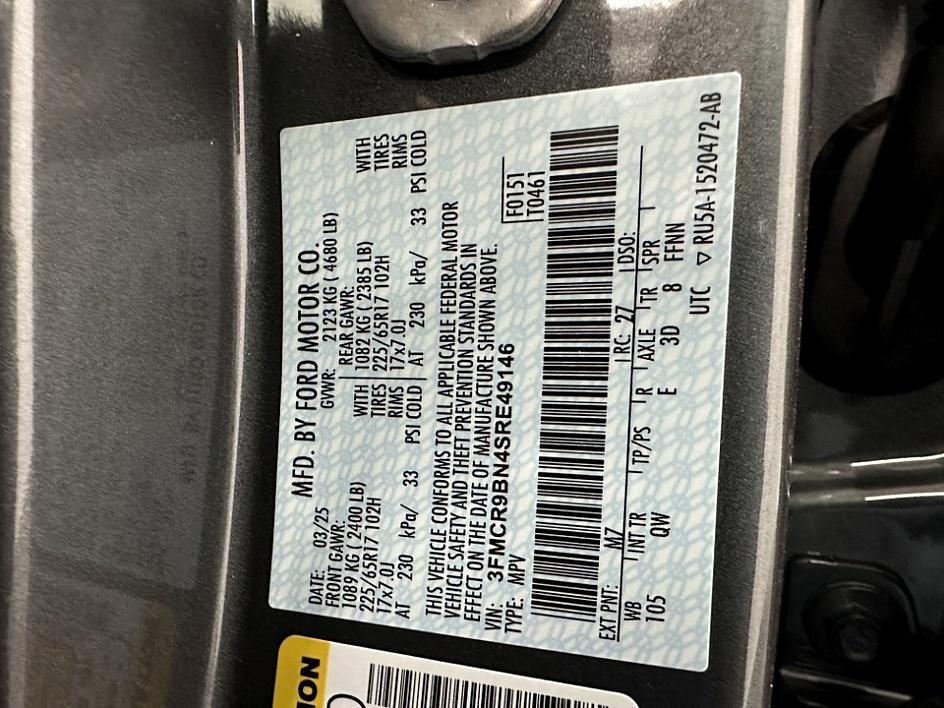 MFD. BY FORD MOTOR CO.
DATE: 03/25 GVWR: 2123 KG ( 4680 LB)
FRONT GAWR: REAR GAWR:
1089 KG ( 2400 LB) WITH 1082 KG ( 2385 LB) WITH
225/65R17 102H TIRES 225/65R17 102H TIRES
17x7.0J RIMS 17x7.0J RIMS
AT 230 kPa/ 33 PSI COLD AT 230 kPa/ 33 PSI COLD
THIS VEHICLE CONFORMS TO ALL APPLICABLE FEDERAL MOTOR
VEHICLE SAFETY AND THEFT PREVENTION STANDARDS IN
EFFECT ON THE DATE OF MANUFACTURE SHOWN ABOVE.
VIN: 3FMCR9BN4SRE49146 F0151
TYPE: MPV T0461
EXT PNT: M7 RC: 27 DSO:
WB INT TR TP/PS R AXLE TR SPR
105 QW E 3D 8 FFNN
UTC ▽ RU5A-1520472-AB